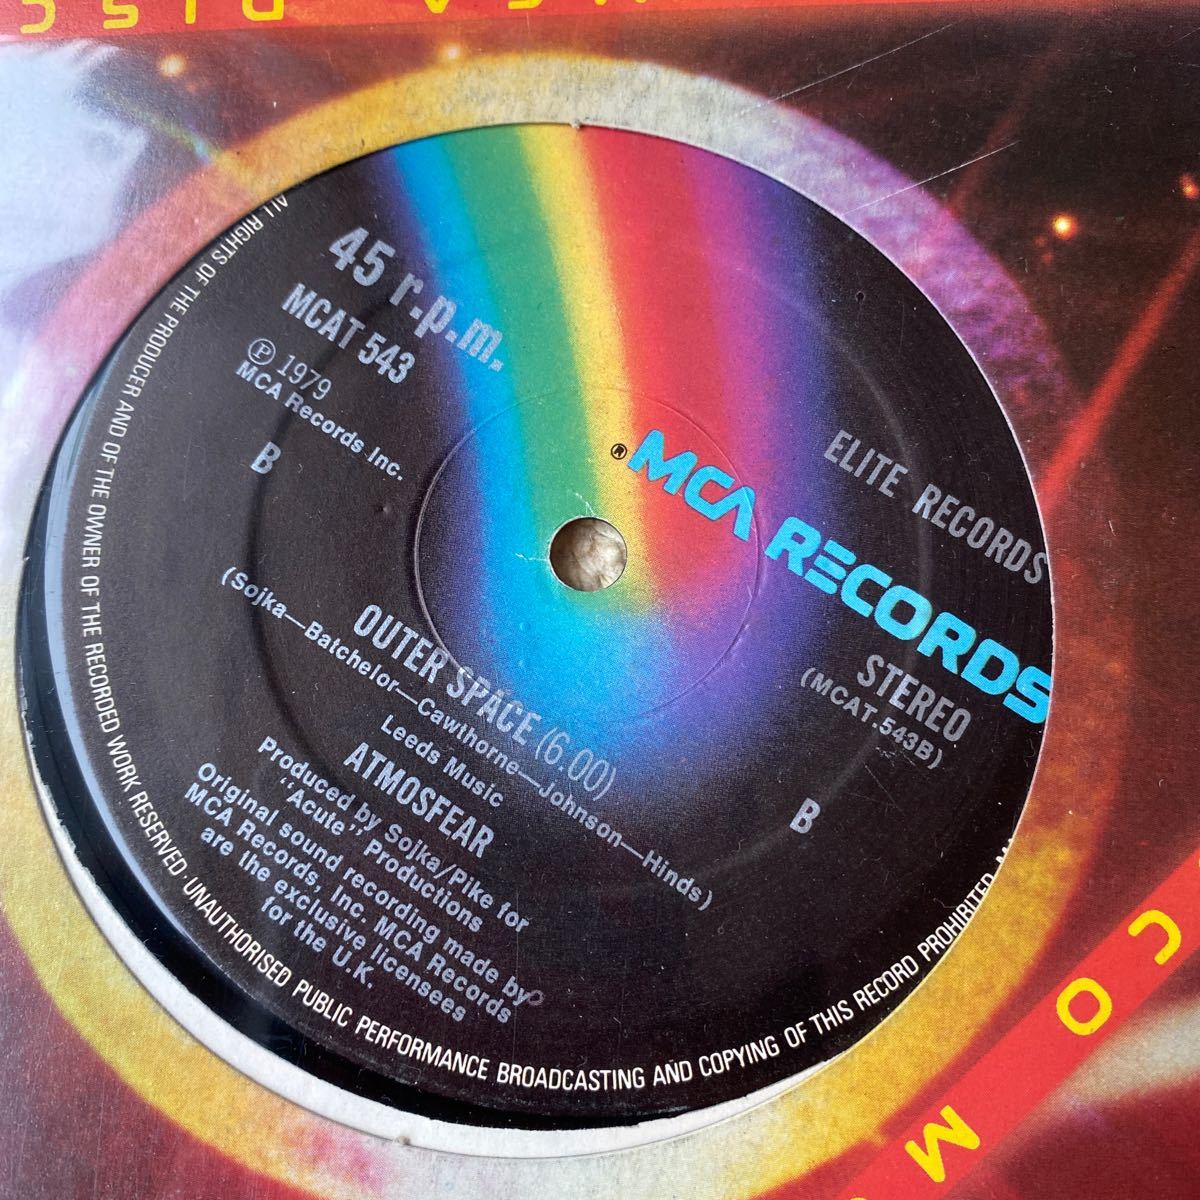 DISC
45 r.p.m.
MCAT 543
Ⓟ 1979
MCA Records Inc.
B
ELITE RECORDS
® MCA RECORDS
STEREO
(MCAT.543B)
B
OUTER SPACE (6.00)
(Sojka—Batchelor—Cawthorne—Johnson—Hinds)
Leeds Music
ATMOSFEAR
Produced by Sojka/Pike for
"Acute" Productions
Original sound recording made by
MCA Records, Inc. MCA Records
are the exclusive licensees
for the U.K.
ALL RIGHTS OF THE PRODUCER AND OF THE OWNER OF THE RECORDED WORK RESERVED · UNAUTHORISED PUBLIC PERFORMANCE BROADCASTING AND COPYING OF THIS RECORD PROHIBITED
COM